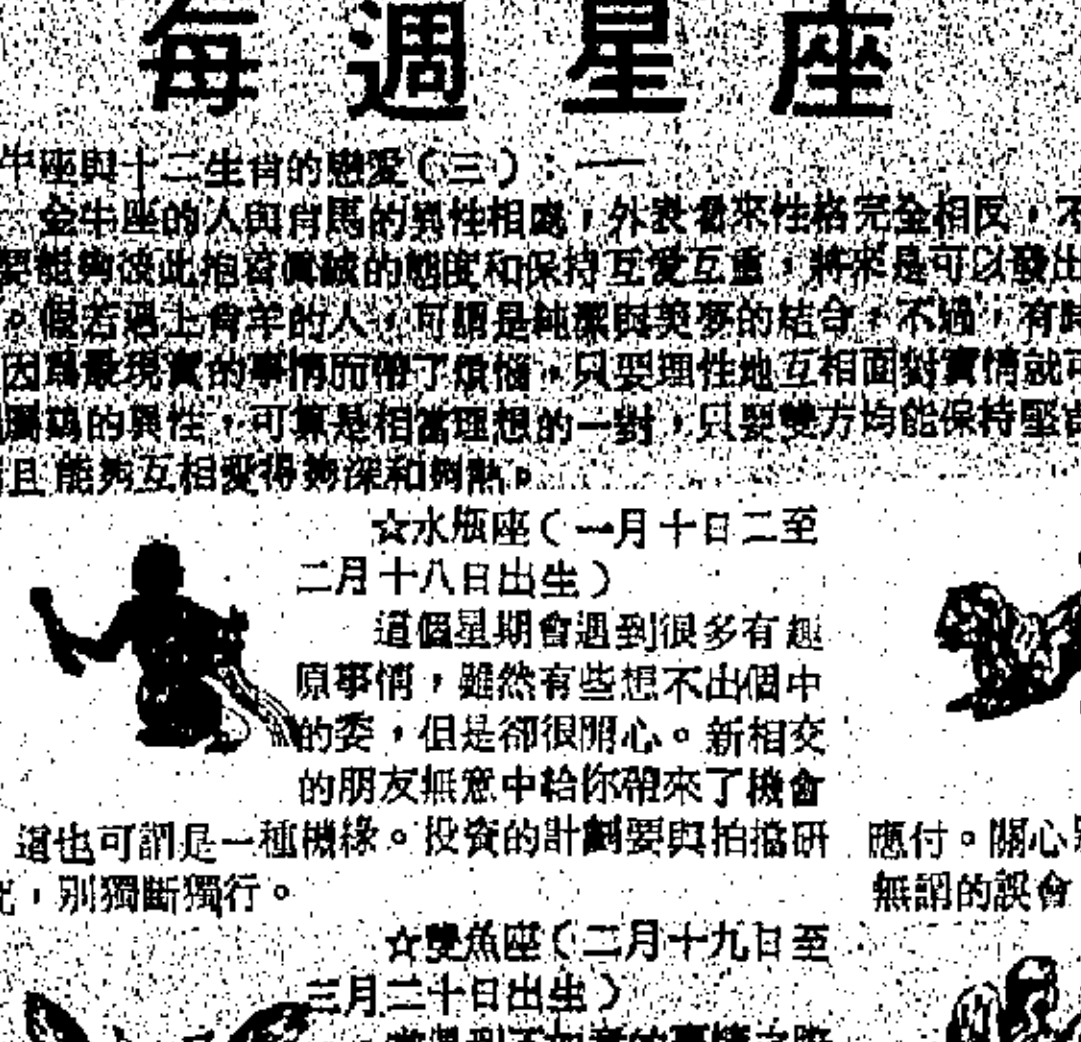 每週星座
牛座與十二生肖的戀愛(三):一
金牛座的人與肖馬的異性相處,外表看來性格完全相反,不
要能夠彼此抱着真誠的態度和保持互愛互重,將來是可以發出
。假若遇上肖羊的人,可謂是純潔與美夢的結合,不過,有時
因為嚴現實的事情而帶了煩惱,只要理性地互相面對實情就可
屬鷄的異性,可算是相當理想的一對,只要雙方均能保持堅
且能夠互相愛得夠深和夠熱。
☆水瓶座(一月十日二至
二月十八日出生)
這個星期會遇到很多有趣
原事情,雖然有些想不出個中
的委,但是卻很開心。新相交
的朋友無意中給你帶來了機會
這也可謂是一種機緣。投資的計劃要與拍擋研
,別獨斷獨行。
應付。關心
無謂的誤會
☆雙魚座(二月十九日至
三月二十日出生)